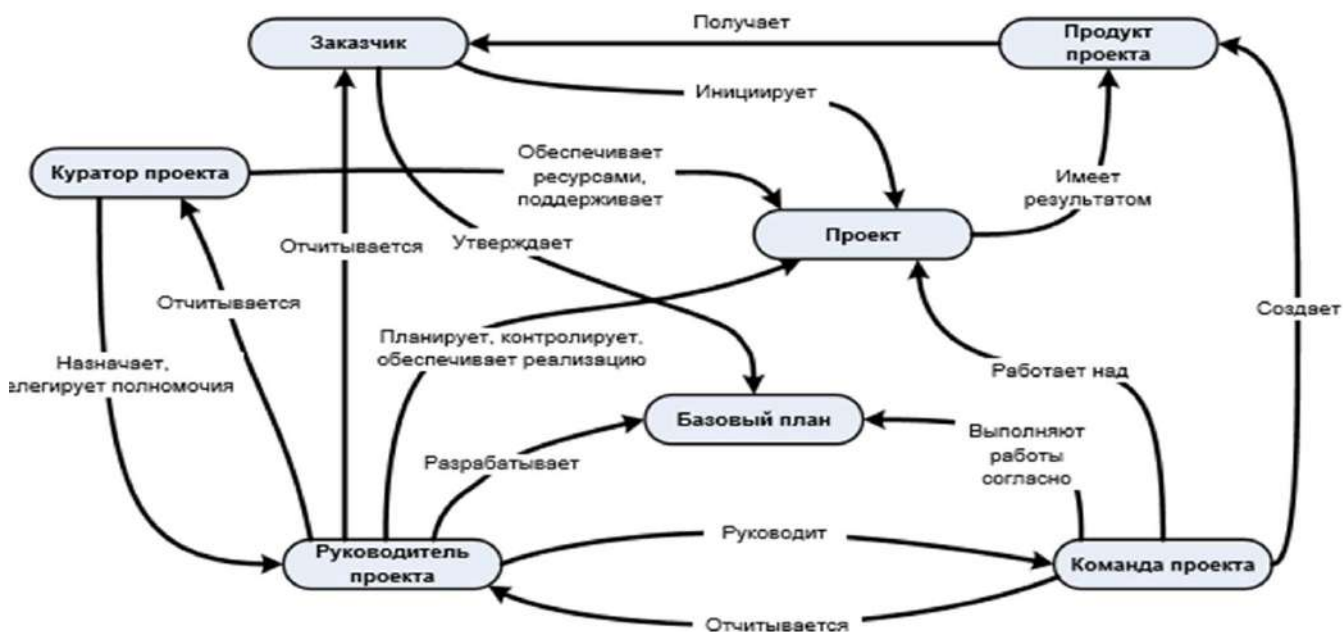 Получает
Заказчик
Продукт
проекта
Инициирует
Куратор проекта
Обеспечивает
ресурсами,
поддерживает
Имеет
результатом
Проект
Отчитывается
Утверждает
Отчитывается
Создает
Планирует, контролирует,
обеспечивает реализацию
Назначает,
елегирует полномочия
Работает над
Базовый план
Выполняют
работы
согласно
Разрабатывает
Руководит
Руководитель
проекта
Команда проекта
Отчитывается